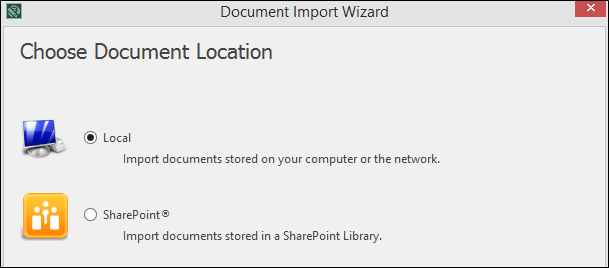 Document Import Wizard
Choose Document Location
Local
Import documents stored on your computer or the network.
SharePoint®
Import documents stored in a SharePoint Library.